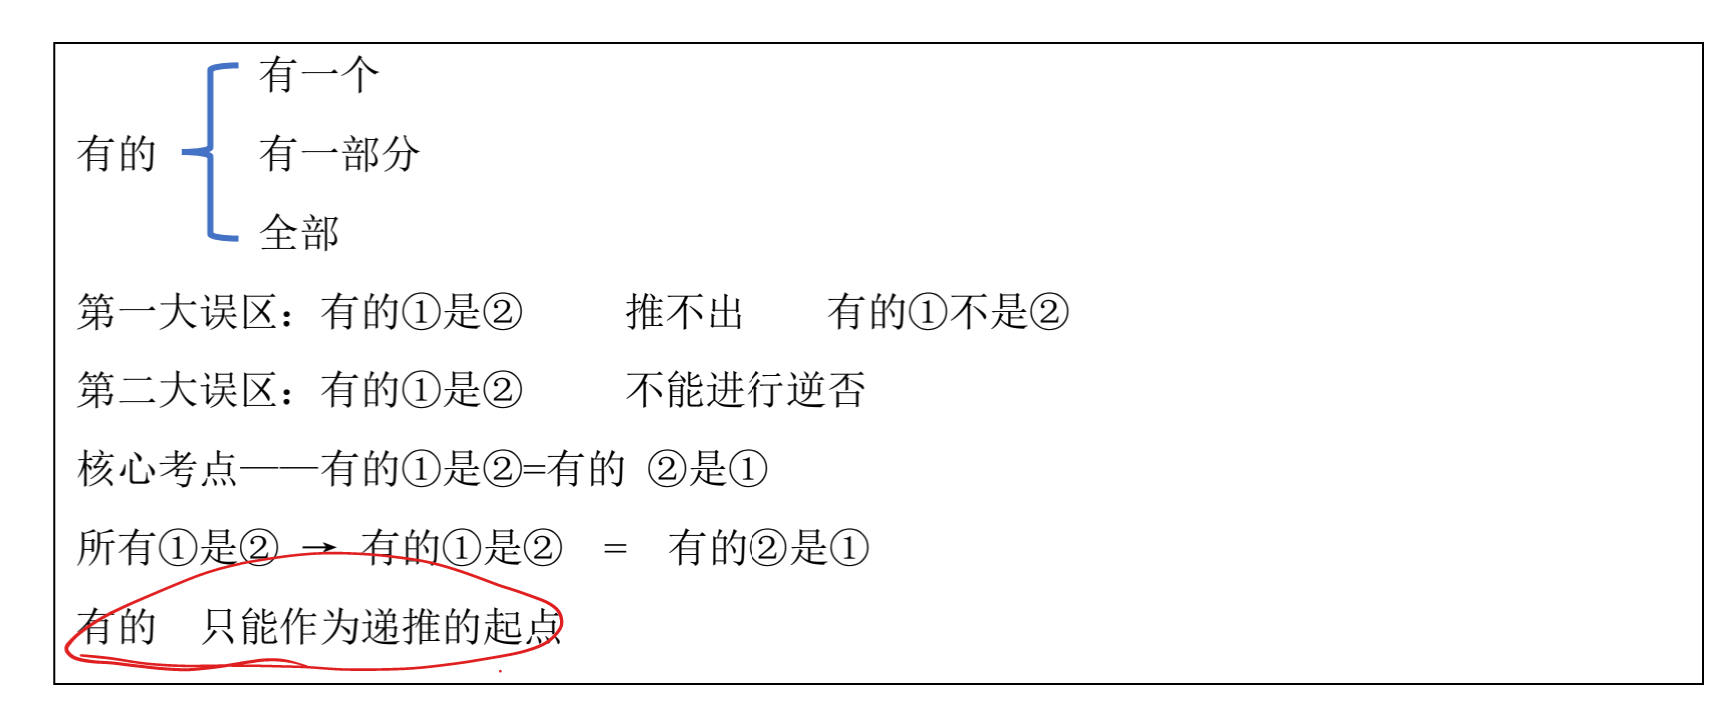 有一个
有的 有一部分
全部
第一大误区：有的①是② 推不出 有的①不是②
第二大误区：有的①是② 不能进行逆否
核心考点——有的①是②=有的 ②是①
所有①是② → 有的①是② = 有的②是①
有的 只能作为递推的起点